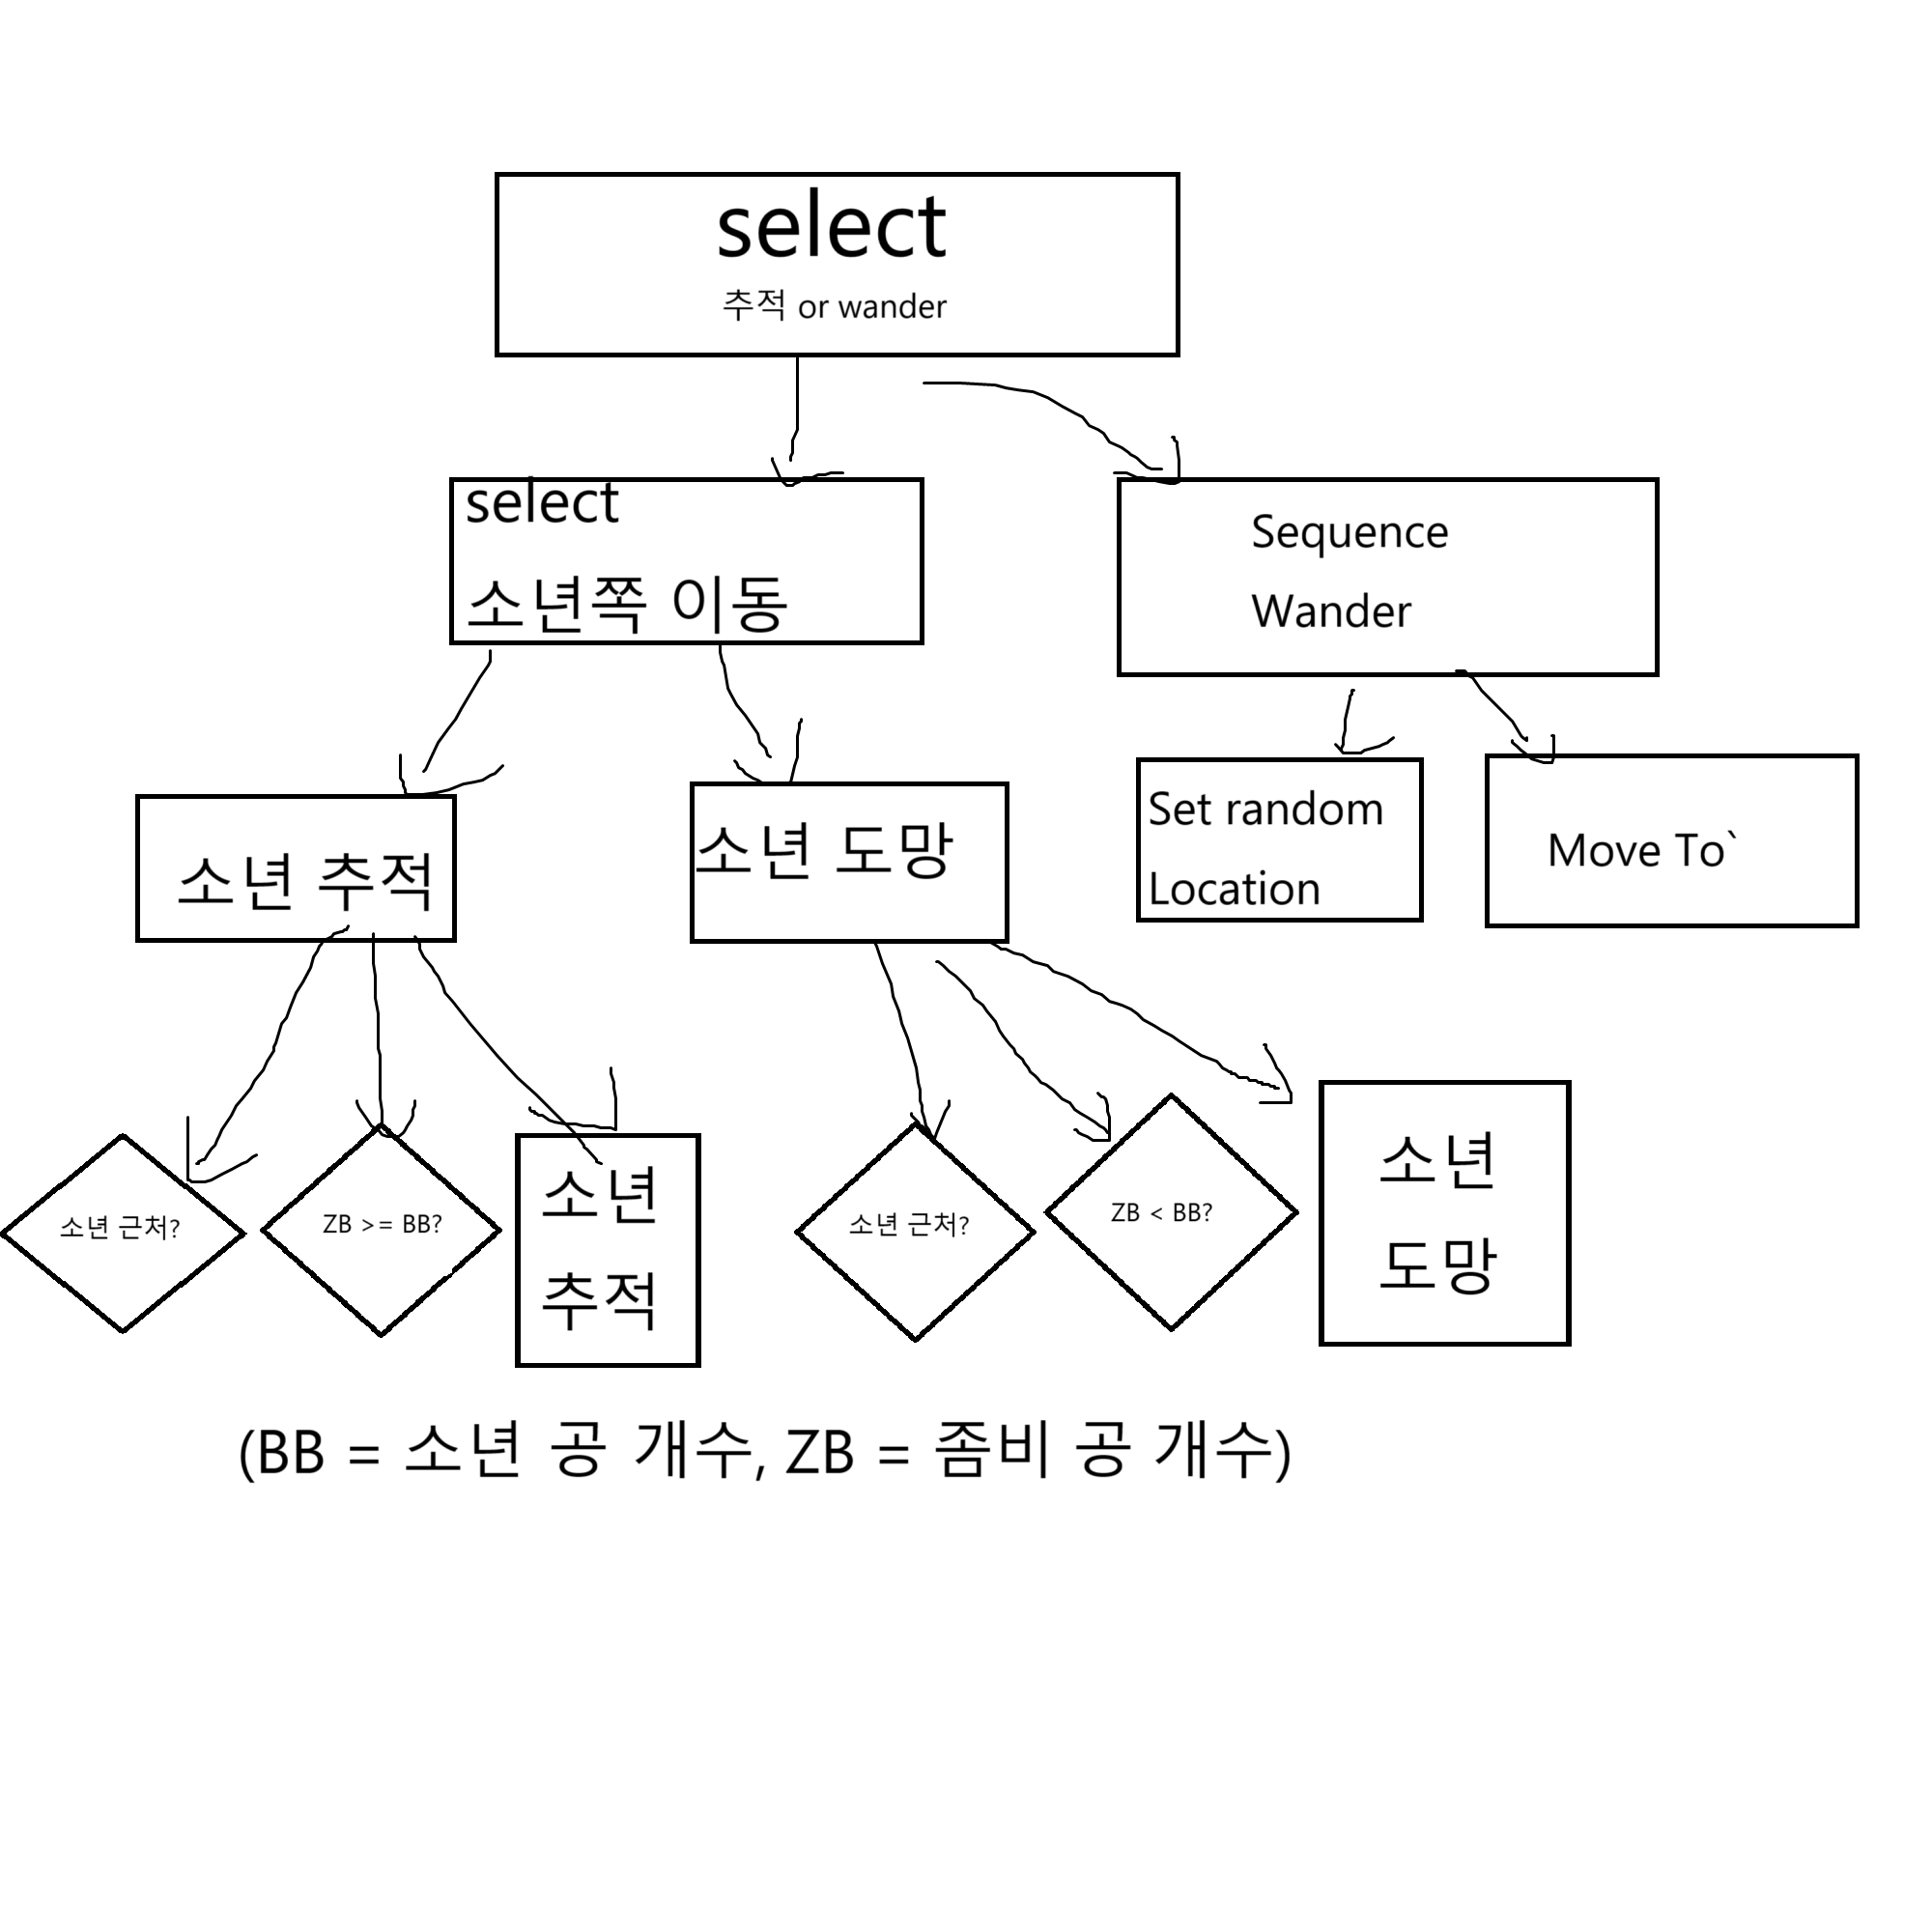 select
추적 or wander
select
소년쪽 이동
Sequence
Wander
소년 추적
소년 도망
Set random
Location
Move To`
소년 근처?
ZB >= BB?
소년
추적
소년 근처?
ZB < BB?
소년
도망
(BB = 소년 공 개수, ZB = 좀비 공 개수)